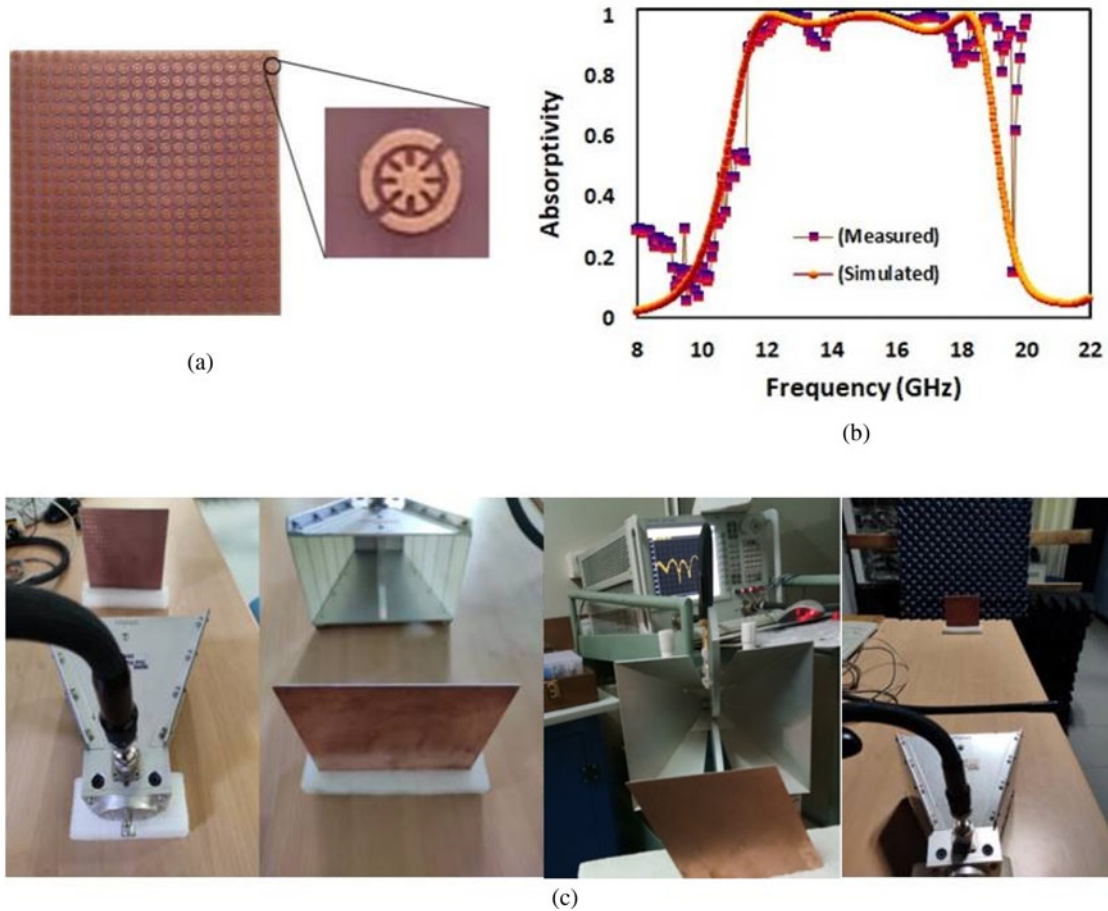 (a)
1
0.8
0.6
0.4
0.2
0
Absorptivity
(Measured)
(Simulated)
8 10 12 14 16 18 20 22
Frequency (GHz)
(b)
(c)